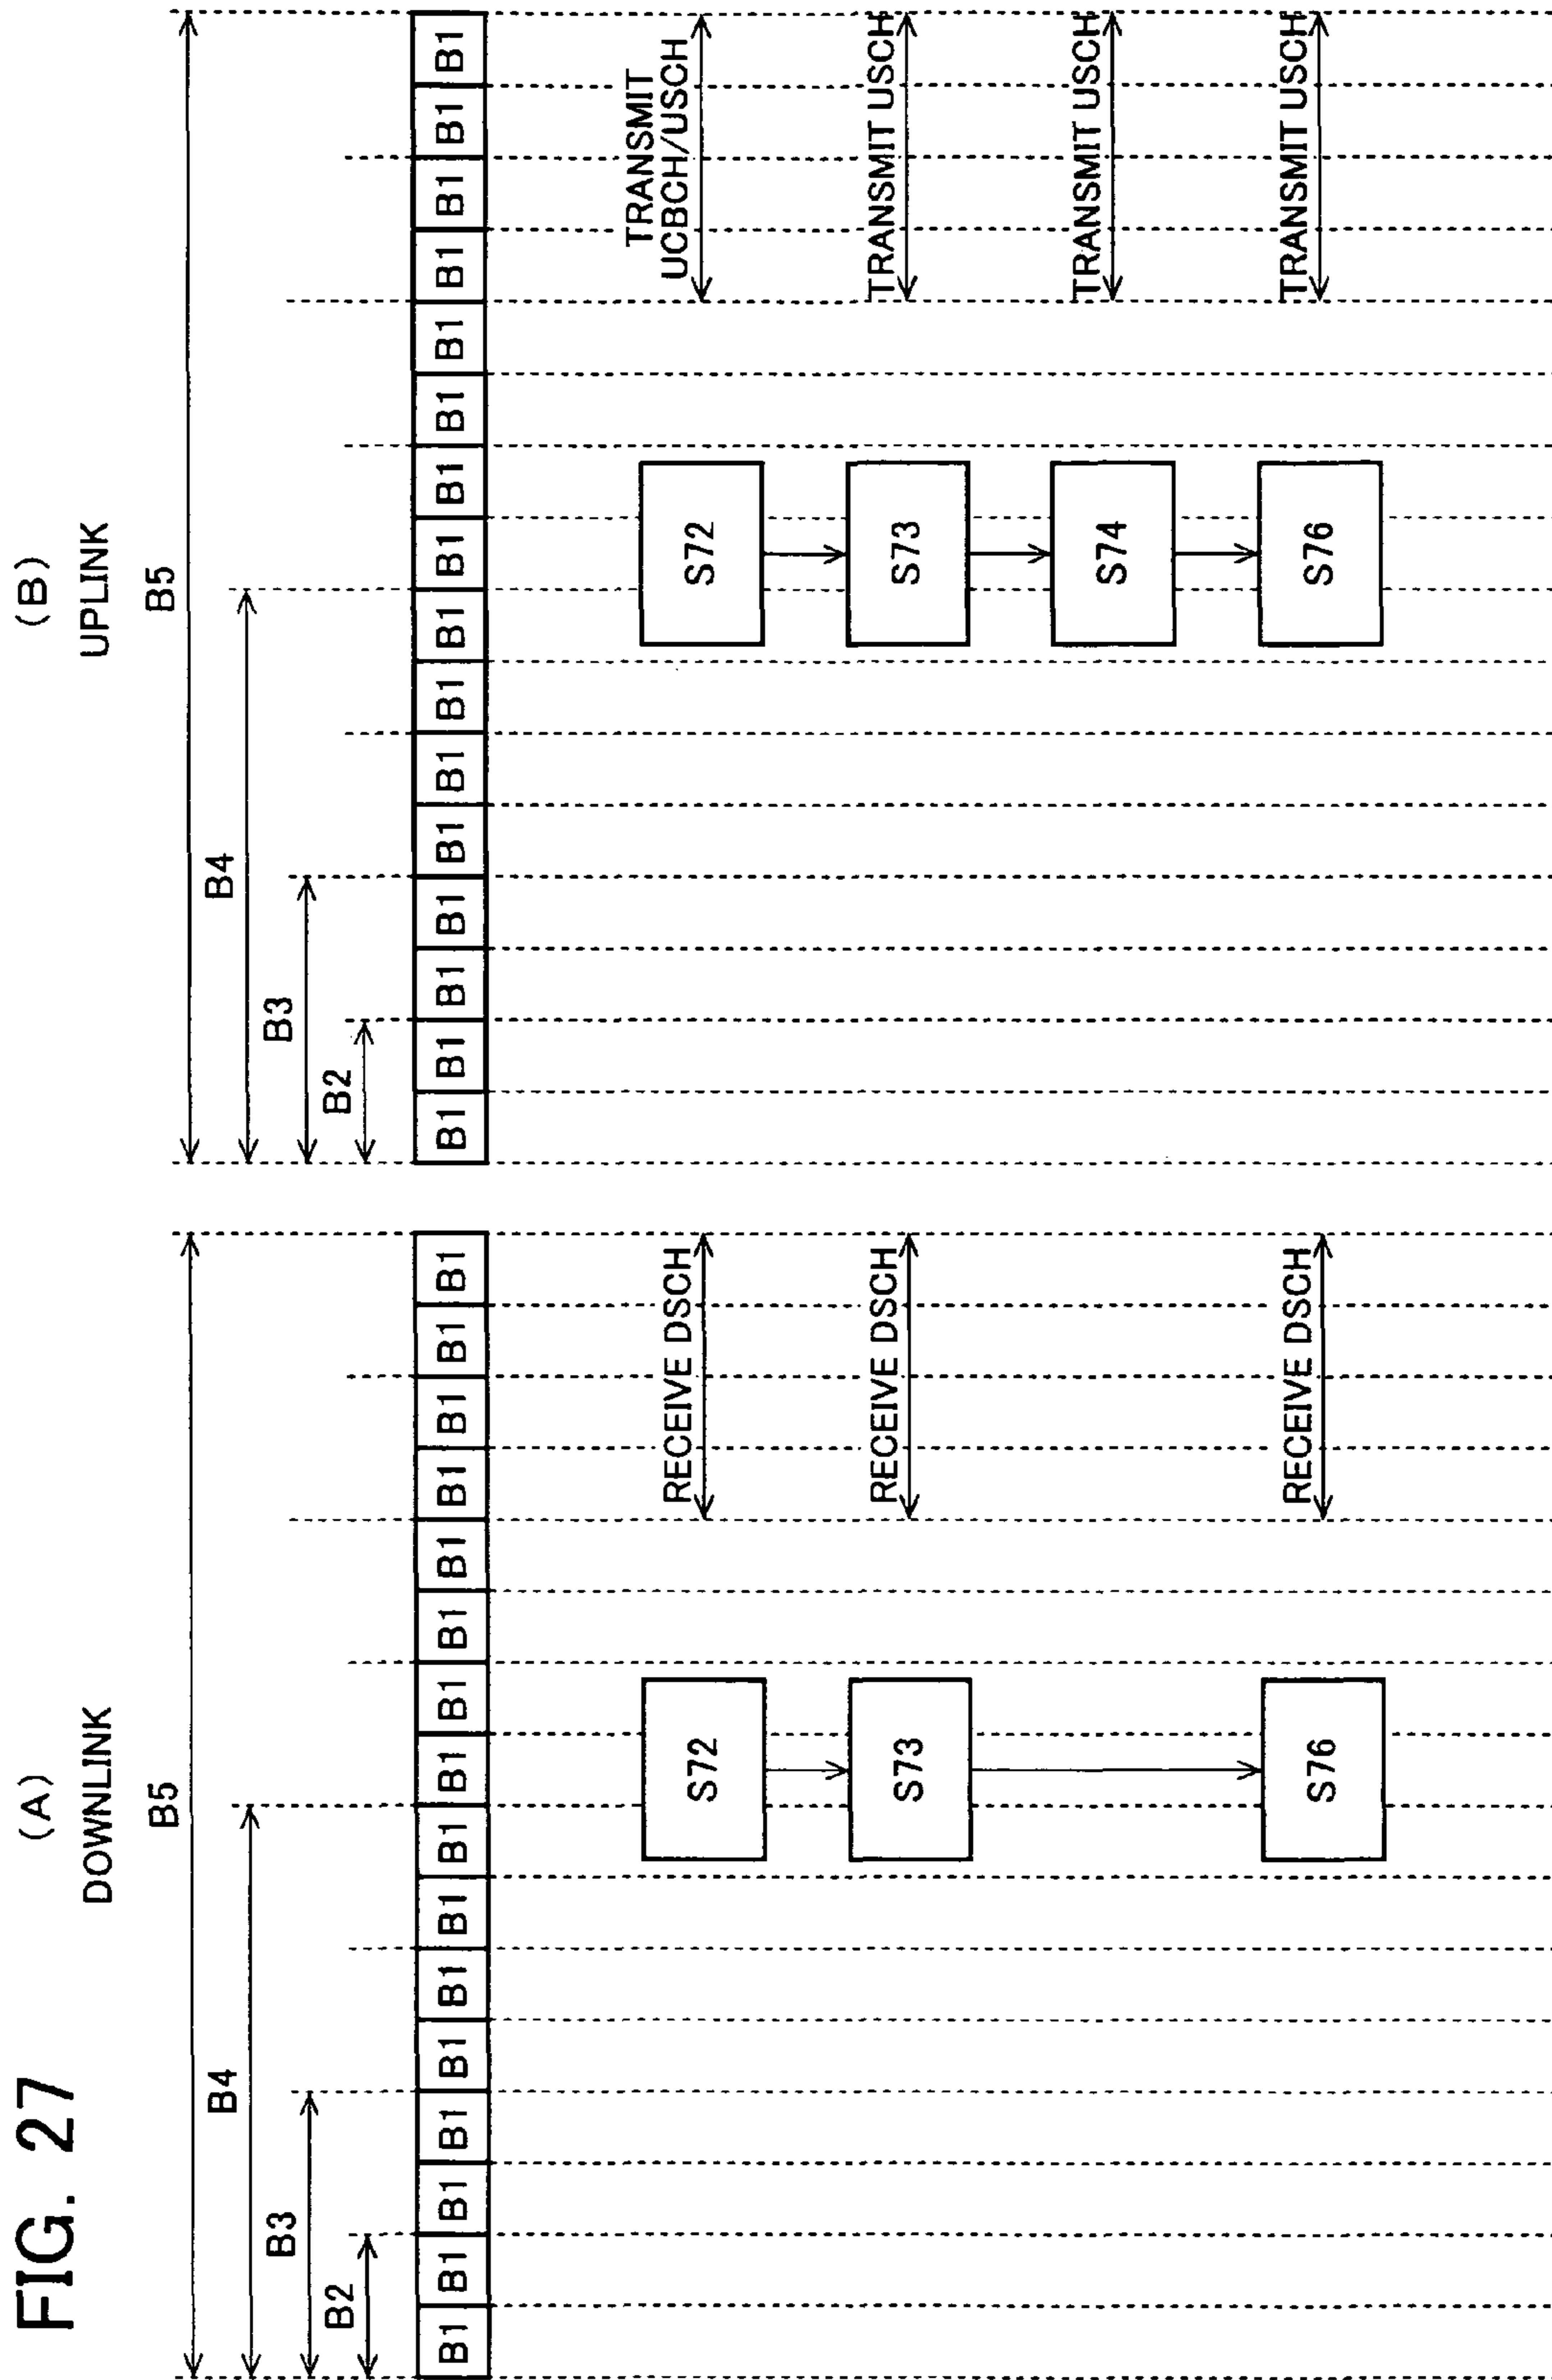 FIG. 27
(A)
DOWNLINK
B5
B4
B3
B2
B1 B1 B1 B1 B1 B1 B1 B1 B1 B1 B1 B1 B1 B1 B1 B1
S72
RECEIVE DSCH
S73
RECEIVE DSCH
S76
RECEIVE DSCH
(B)
UPLINK
B5
B4
B3
B2
B1 B1 B1 B1 B1 B1 B1 B1 B1 B1 B1 B1 B1 B1 B1 B1
S72
TRANSMIT
UCBCH/USCH
S73
TRANSMIT USCH
S74
TRANSMIT USCH
S76
TRANSMIT USCH